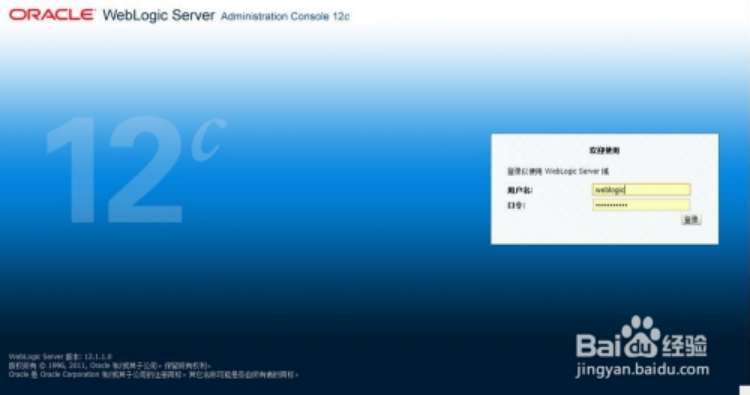 ORACLE WebLogic Server Administration Console 12c
12c
欢迎使用
登录以使用 WebLogic Server 域
用户名: weblogic
口令: •••••••••••
登录
WebLogic Server 版本: 12.1.1.0
版权所有 © 1996, 2011, Oracle 和/或其子公司。保留所有权利。
Oracle 是 Oracle Corporation 和/或其子公司的注册商标。其它名称可能是各自所有者的商标。
Baidu 经验
jingyan.baidu.com